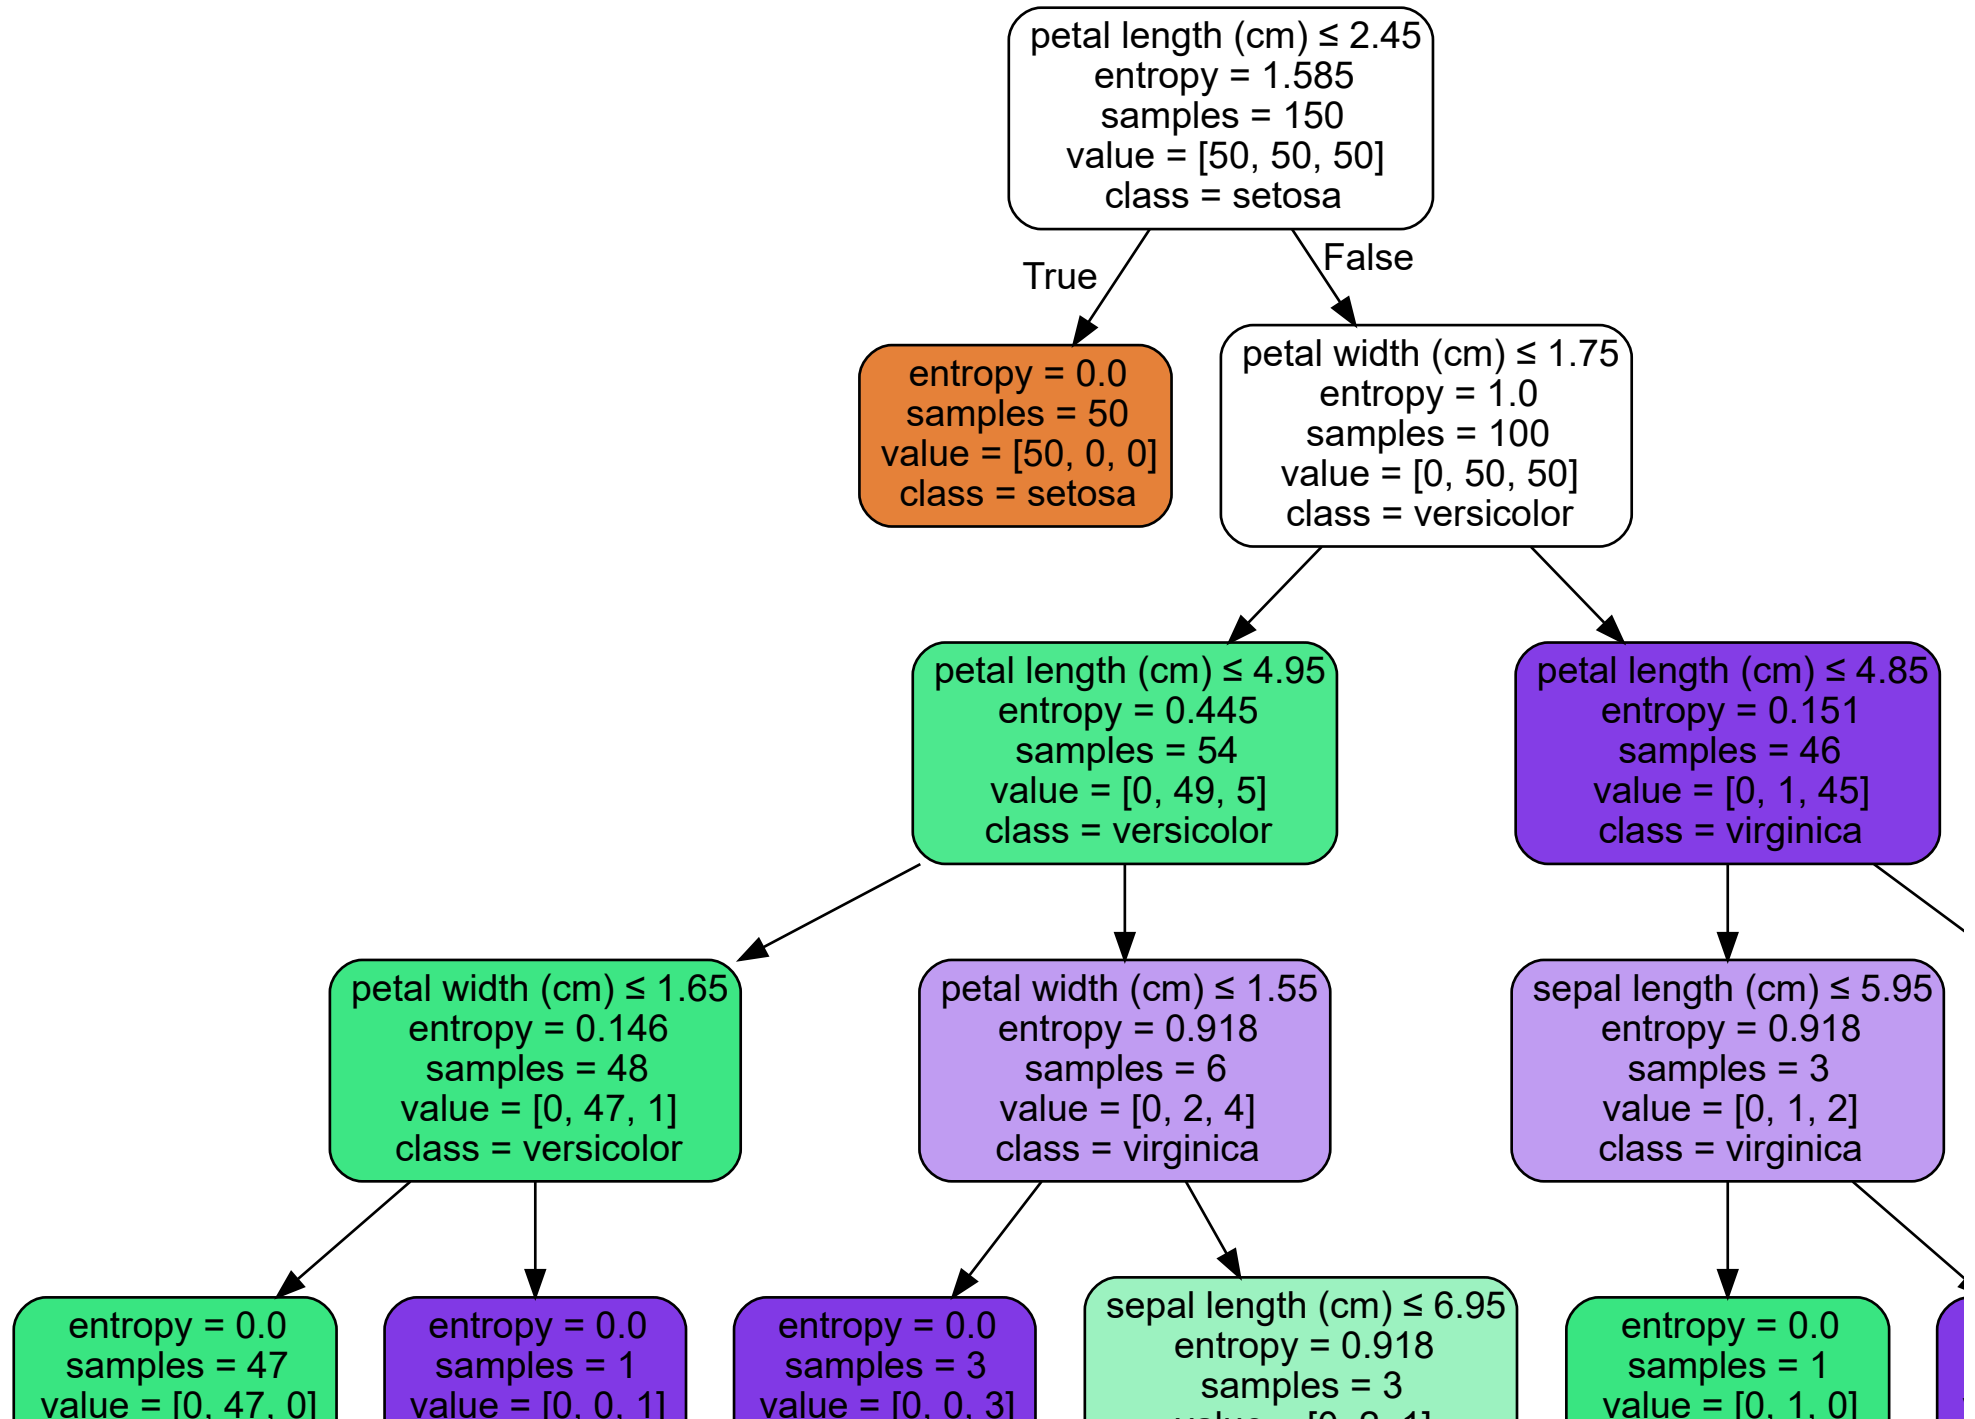 petal length (cm) ≤ 2.45
entropy = 1.585
samples = 150
value = [50, 50, 50]
class = setosa
True
False
entropy = 0.0
samples = 50
value = [50, 0, 0]
class = setosa
petal width (cm) ≤ 1.75
entropy = 1.0
samples = 100
value = [0, 50, 50]
class = versicolor
petal length (cm) ≤ 4.95
entropy = 0.445
samples = 54
value = [0, 49, 5]
class = versicolor
petal length (cm) ≤ 4.85
entropy = 0.151
samples = 46
value = [0, 1, 45]
class = virginica
petal width (cm) ≤ 1.65
entropy = 0.146
samples = 48
value = [0, 47, 1]
class = versicolor
petal width (cm) ≤ 1.55
entropy = 0.918
samples = 6
value = [0, 2, 4]
class = virginica
sepal length (cm) ≤ 5.95
entropy = 0.918
samples = 3
value = [0, 1, 2]
class = virginica
entropy = 0.0
samples = 47
value = [0, 47, 0]
entropy = 0.0
samples = 1
value = [0, 0, 1]
entropy = 0.0
samples = 3
value = [0, 0, 3]
sepal length (cm) ≤ 6.95
entropy = 0.918
samples = 3
value = [0, 2, 1]
entropy = 0.0
samples = 1
value = [0, 1, 0]